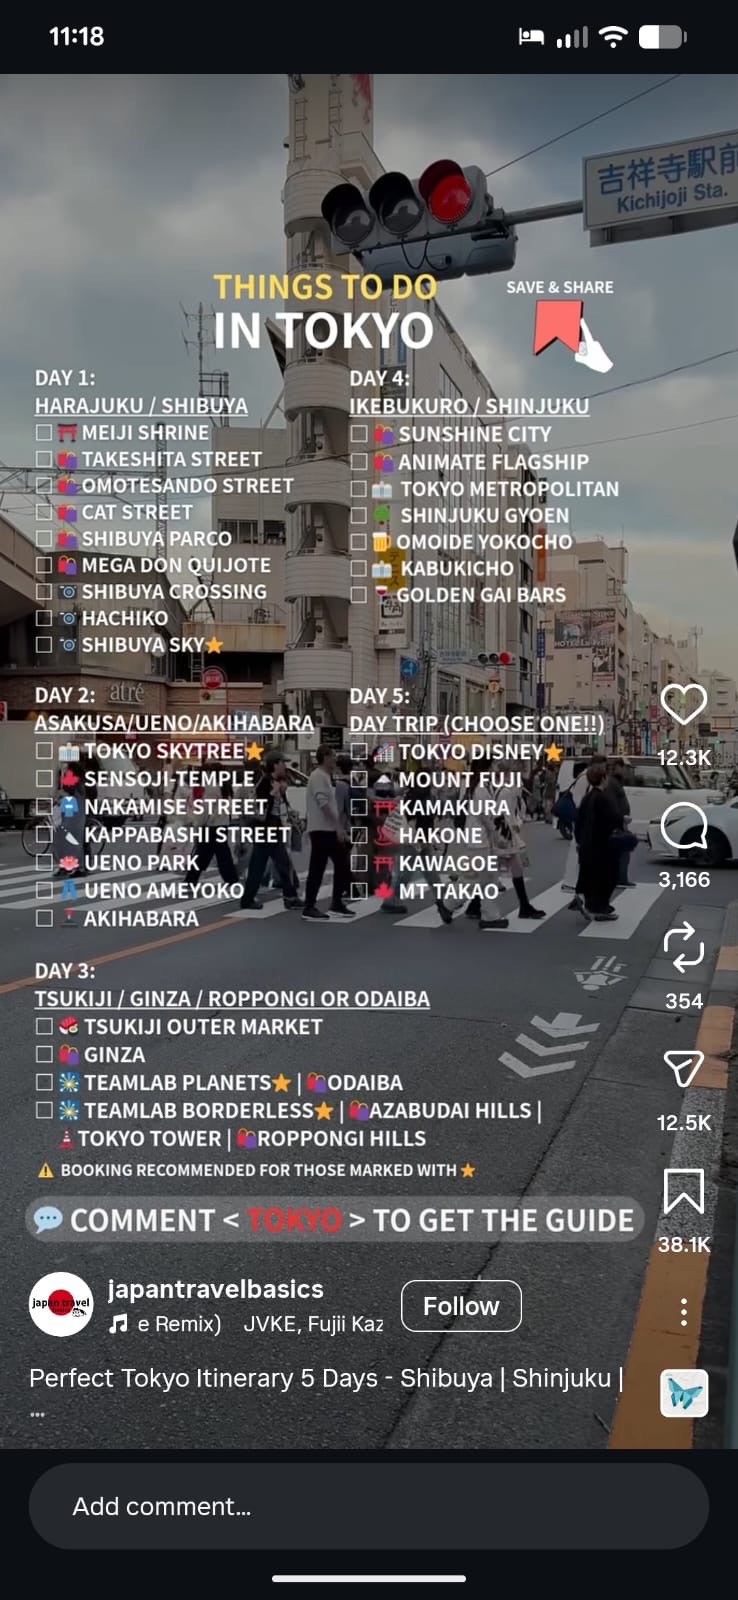 11:18
吉祥寺駅前
Kichijoji Sta.
THINGS TO DO
IN TOKYO
SAVE & SHARE
DAY 1:
HARAJUKU / SHIBUYA
MEIJI SHRINE
TAKESHITA STREET
OMOTESANDO STREET
CAT STREET
SHIBUYA PARCO
MEGA DON QUIJOTE
SHIBUYA CROSSING
HACHIKO
SHIBUYA SKY⭐
DAY 4:
IKEBUKURO / SHINJUKU
SUNSHINE CITY
ANIMATE FLAGSHIP
TOKYO METROPOLITAN
SHINJUKU GYOEN
OMOIDE YOKOCHO
KABUKICHO
GOLDEN GAI BARS
atré
DAY 2:
ASAKUSA/UENO/AKIHABARA
TOKYO SKYTREE⭐
SENSOJI-TEMPLE
NAKAMISE STREET
KAPPABASHI STREET
UENO PARK
UENO AMEYOKO
AKIHABARA
DAY 5:
DAY TRIP (CHOOSE ONE!!)
TOKYO DISNEY⭐
MOUNT FUJI
KAMAKURA
HAKONE
KAWAGOE
MT TAKAO
DAY 3:
TSUKIJI / GINZA / ROPPONGI OR ODAIBA
TSUKIJI OUTER MARKET
GINZA
TEAMLAB PLANETS⭐ | 🛍️ODAIBA
TEAMLAB BORDERLESS⭐ | 🛍️AZABUDAI HILLS |
🗼TOKYO TOWER | 🛍️ROPPONGI HILLS
⚠️ BOOKING RECOMMENDED FOR THOSE MARKED WITH ⭐
💬 COMMENT < TOKYO > TO GET THE GUIDE
12.3K
3,166
354
12.5K
38.1K
japan travel
japantravelbasics
e Remix) JVKE, Fujii Kaz
Follow
Perfect Tokyo Itinerary 5 Days - Shibuya | Shinjuku |
...
Add comment...